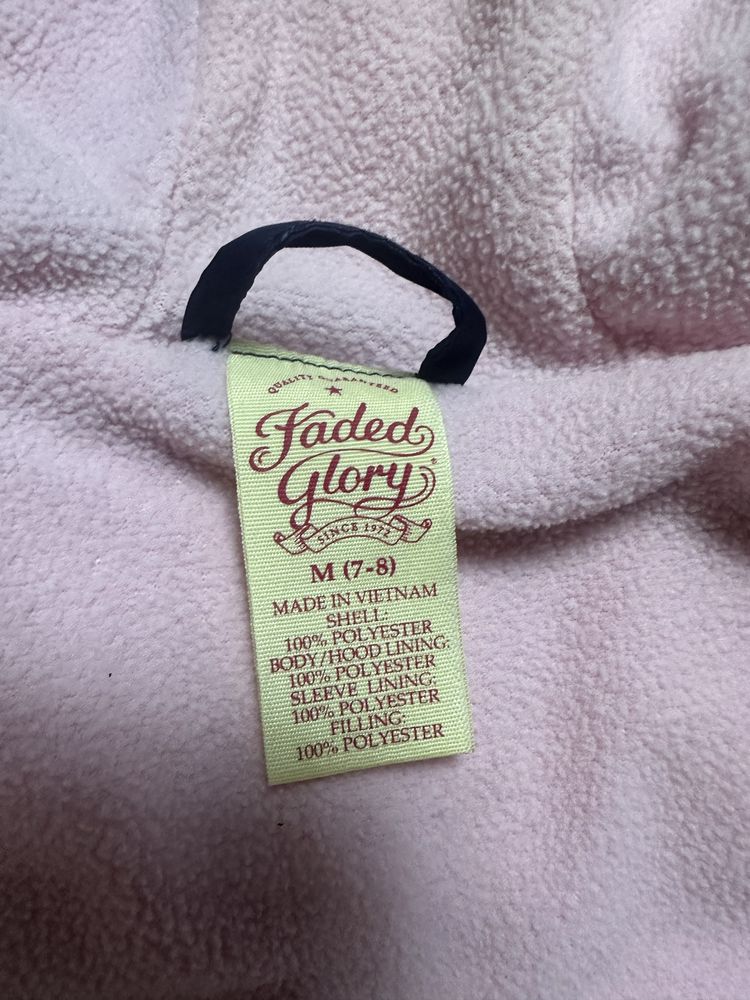 QUALITY GUARANTEED
Faded
Glory
SINCE 1972
M (7-8)
MADE IN VIETNAM
SHELL:
100% POLYESTER
BODY/HOOD LINING:
100% POLYESTER
SLEEVE LINING:
100% POLYESTER
FILLING:
100% POLYESTER